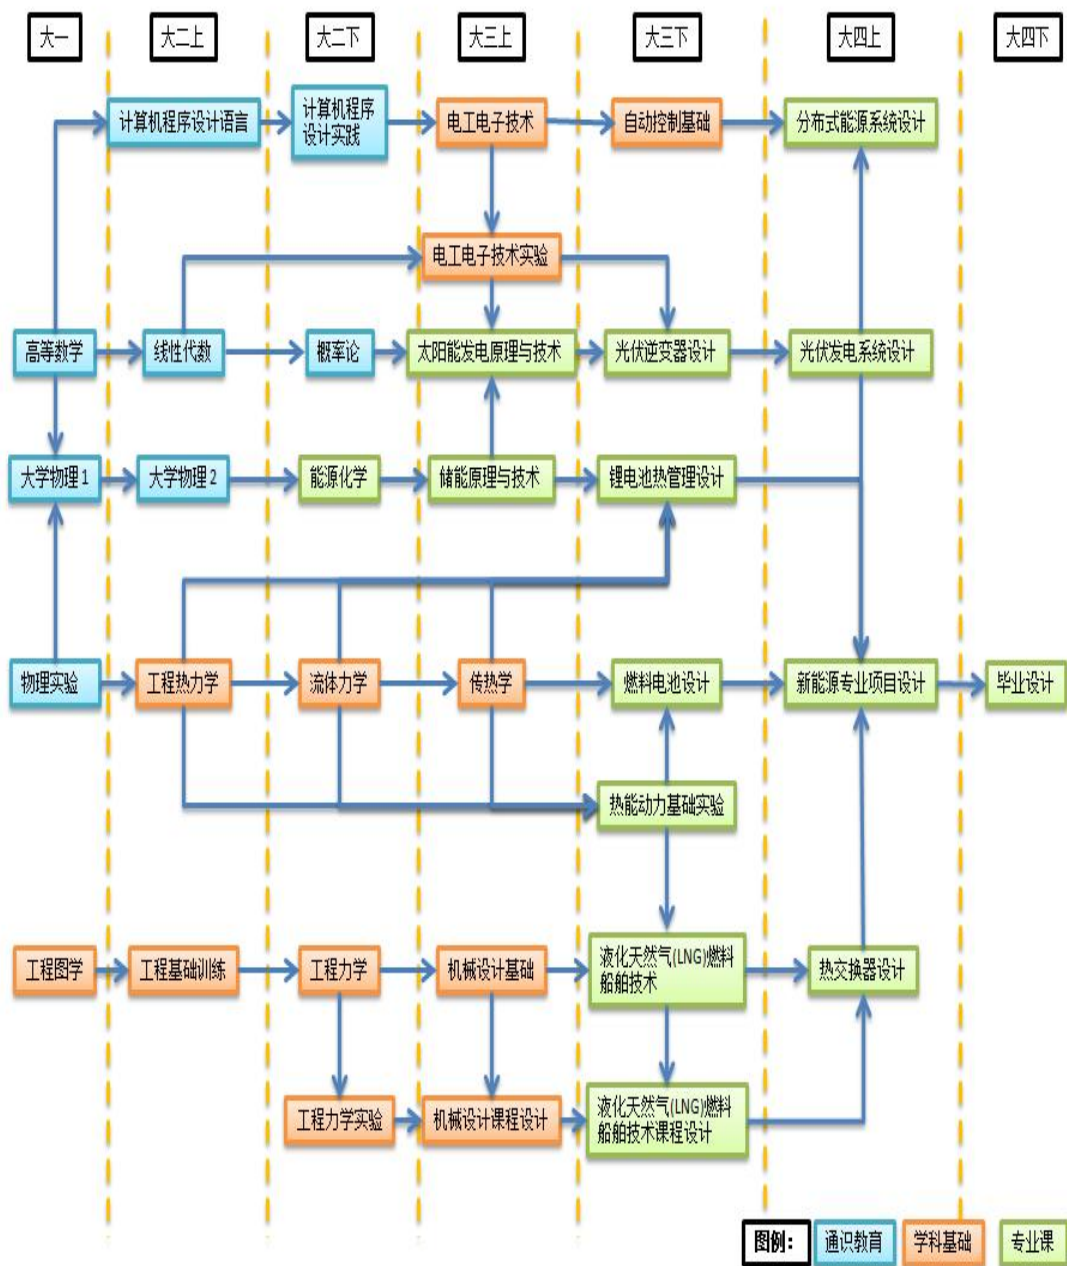 大一
大二上
大二下
大三上
大三下
大四上
大四下
计算机程序设计语言
计算机程序
设计实践
电工电子技术
自动控制基础
分布式能源系统设计
电工电子技术实验
高等数学
线性代数
概率论
太阳能发电原理与技术
光伏逆变器设计
光伏发电系统设计
大学物理1
大学物理2
能源化学
储能原理与技术
锂电池热管理设计
物理实验
工程热力学
流体力学
传热学
燃料电池设计
新能源专业项目设计
毕业设计
热能动力基础实验
工程图学
工程基础训练
工程力学
机械设计基础
液化天然气(LNG)燃料
船舶技术
热交换器设计
工程力学实验
机械设计课程设计
液化天然气(LNG)燃料
船舶技术课程设计
图例：
通识教育
学科基础
专业课